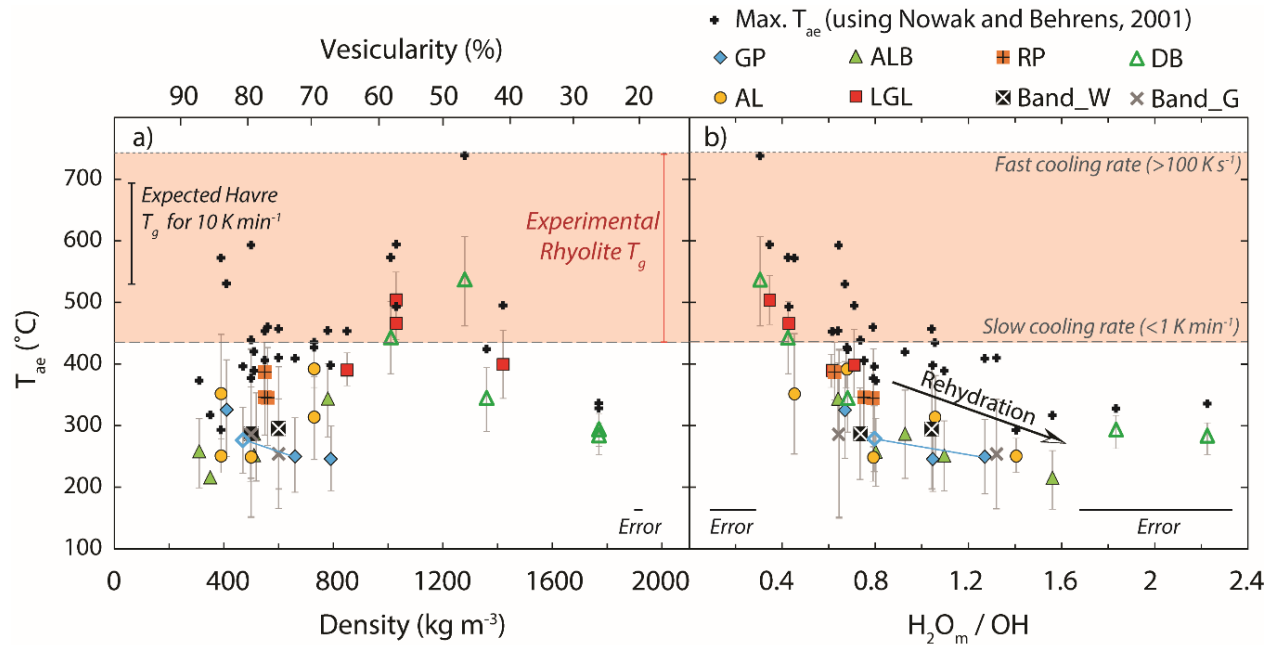 Max. Tae (using Nowak and Behrens, 2001)
GP ALB RP DB
AL LGL Band_W Band_G
Vesicularity (%)
90 80 70 60 50 40 30 20
a) b)
700
600
500
400
300
200
100
Tae (°C)
Expected Havre
Tg for 10 K min-1
Experimental
Rhyolite Tg
Error
Fast cooling rate (>100 K s-1)
Slow cooling rate (<1 K min-1)
Rehydration
Error
Error
0 400 800 1200 1600 2000
0.4 0.8 1.2 1.6 2 2.4
Density (kg m-3)
H2Om / OH